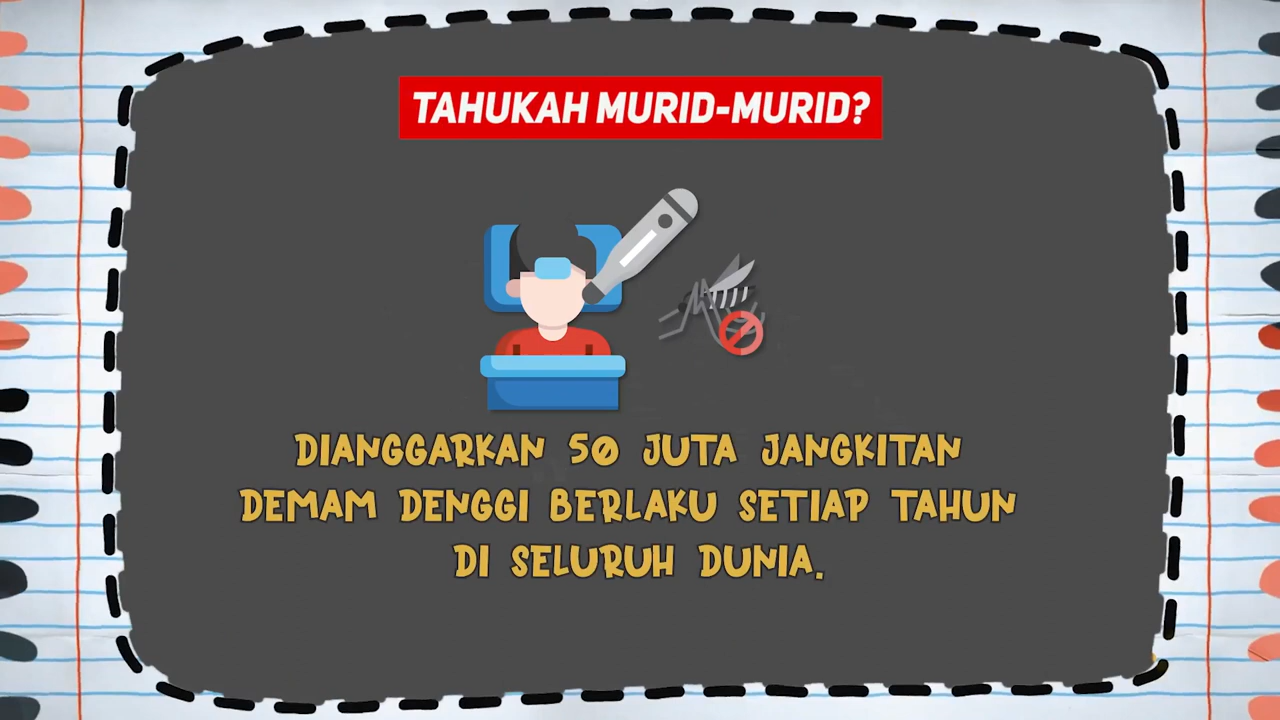 TAHUKAH MURID-MURID?
DIANGGARKAN 50 JUTA JANGKITAN
DEMAM DENGGI BERLAKU SETIAP TAHUN
DI SELURUH DUNIA.